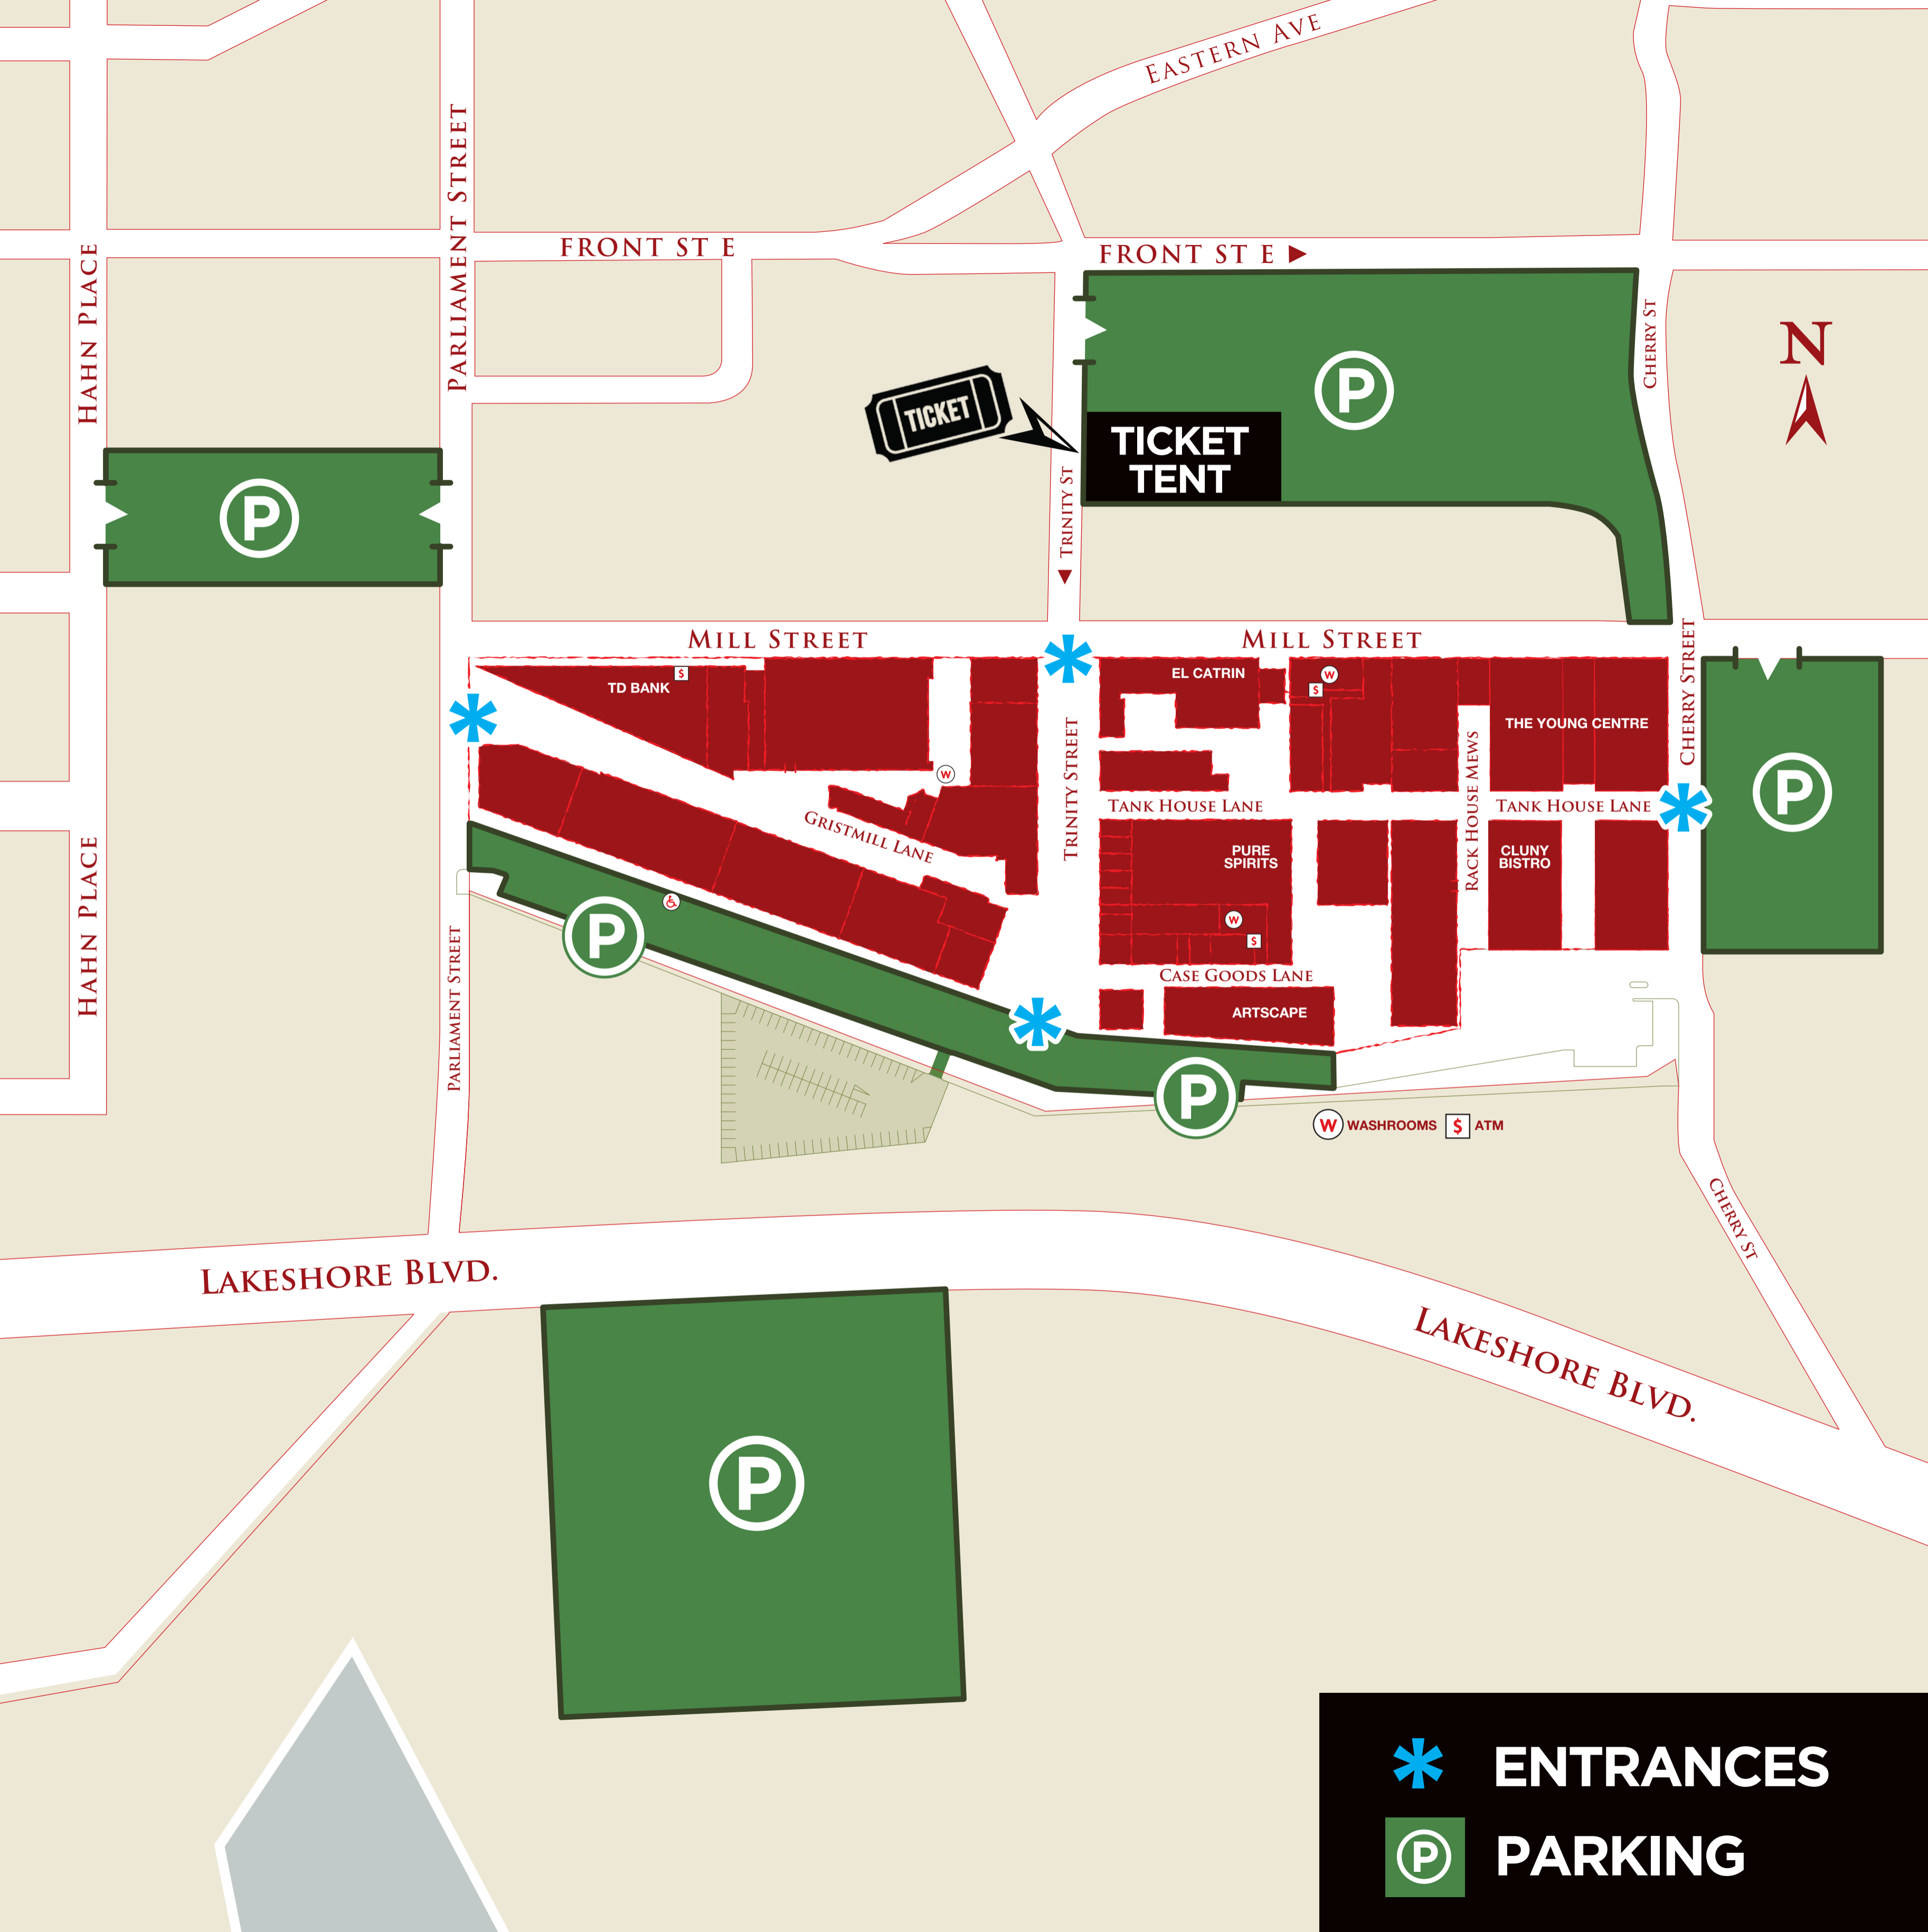 EASTERN AVE
PARLIAMENT STREET
HAHN PLACE
FRONT ST E
FRONT ST E
CHERRY ST
N
TICKET
TICKET
TENT
P
P
TRINITY ST
MILL STREET
MILL STREET
CHERRY STREET
TD BANK
$
EL CATRIN
W
$
THE YOUNG CENTRE
W
TRINITY STREET
RACK HOUSE MEWS
P
TANK HOUSE LANE
TANK HOUSE LANE
GRISTMILL LANE
PURE
SPIRITS
CLUNY
BISTRO
W
$
HAHN PLACE
P
PARLIAMENT STREET
CASE GOODS LANE
ARTSCAPE
P
W WASHROOMS $ ATM
CHERRY ST
LAKESHORE BLVD.
LAKESHORE BLVD.
P
ENTRANCES
P PARKING